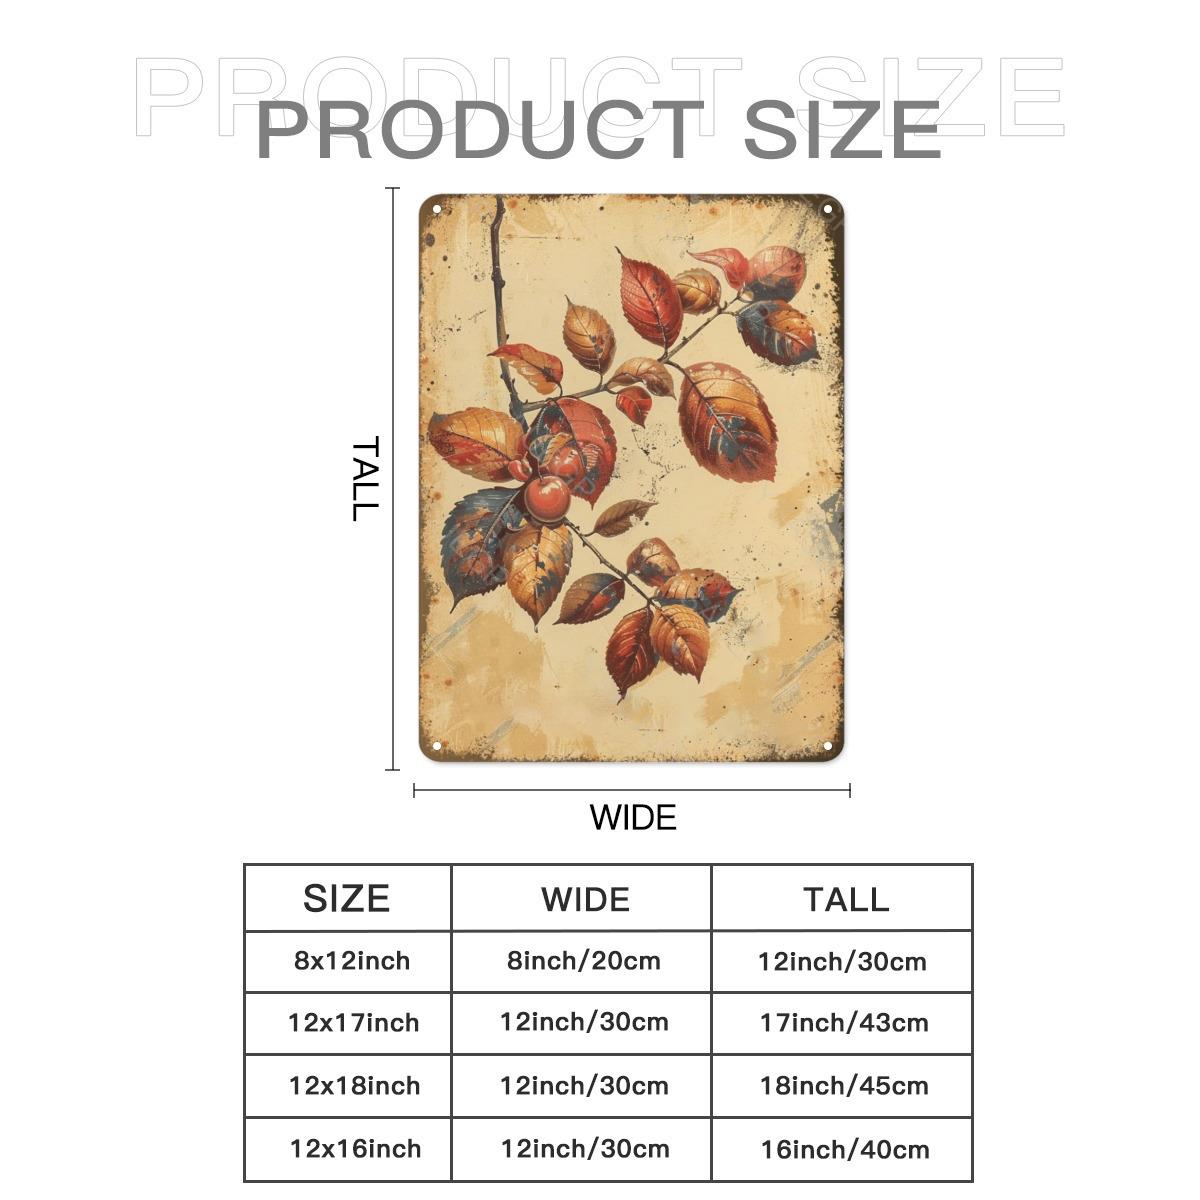 PRODUCT SIZE
PRODUCT SIZE
TALL
WIDE
SIZE WIDE TALL
8x12inch 8inch/20cm 12inch/30cm
12x17inch 12inch/30cm 17inch/43cm
12x18inch 12inch/30cm 18inch/45cm
12x16inch 12inch/30cm 16inch/40cm